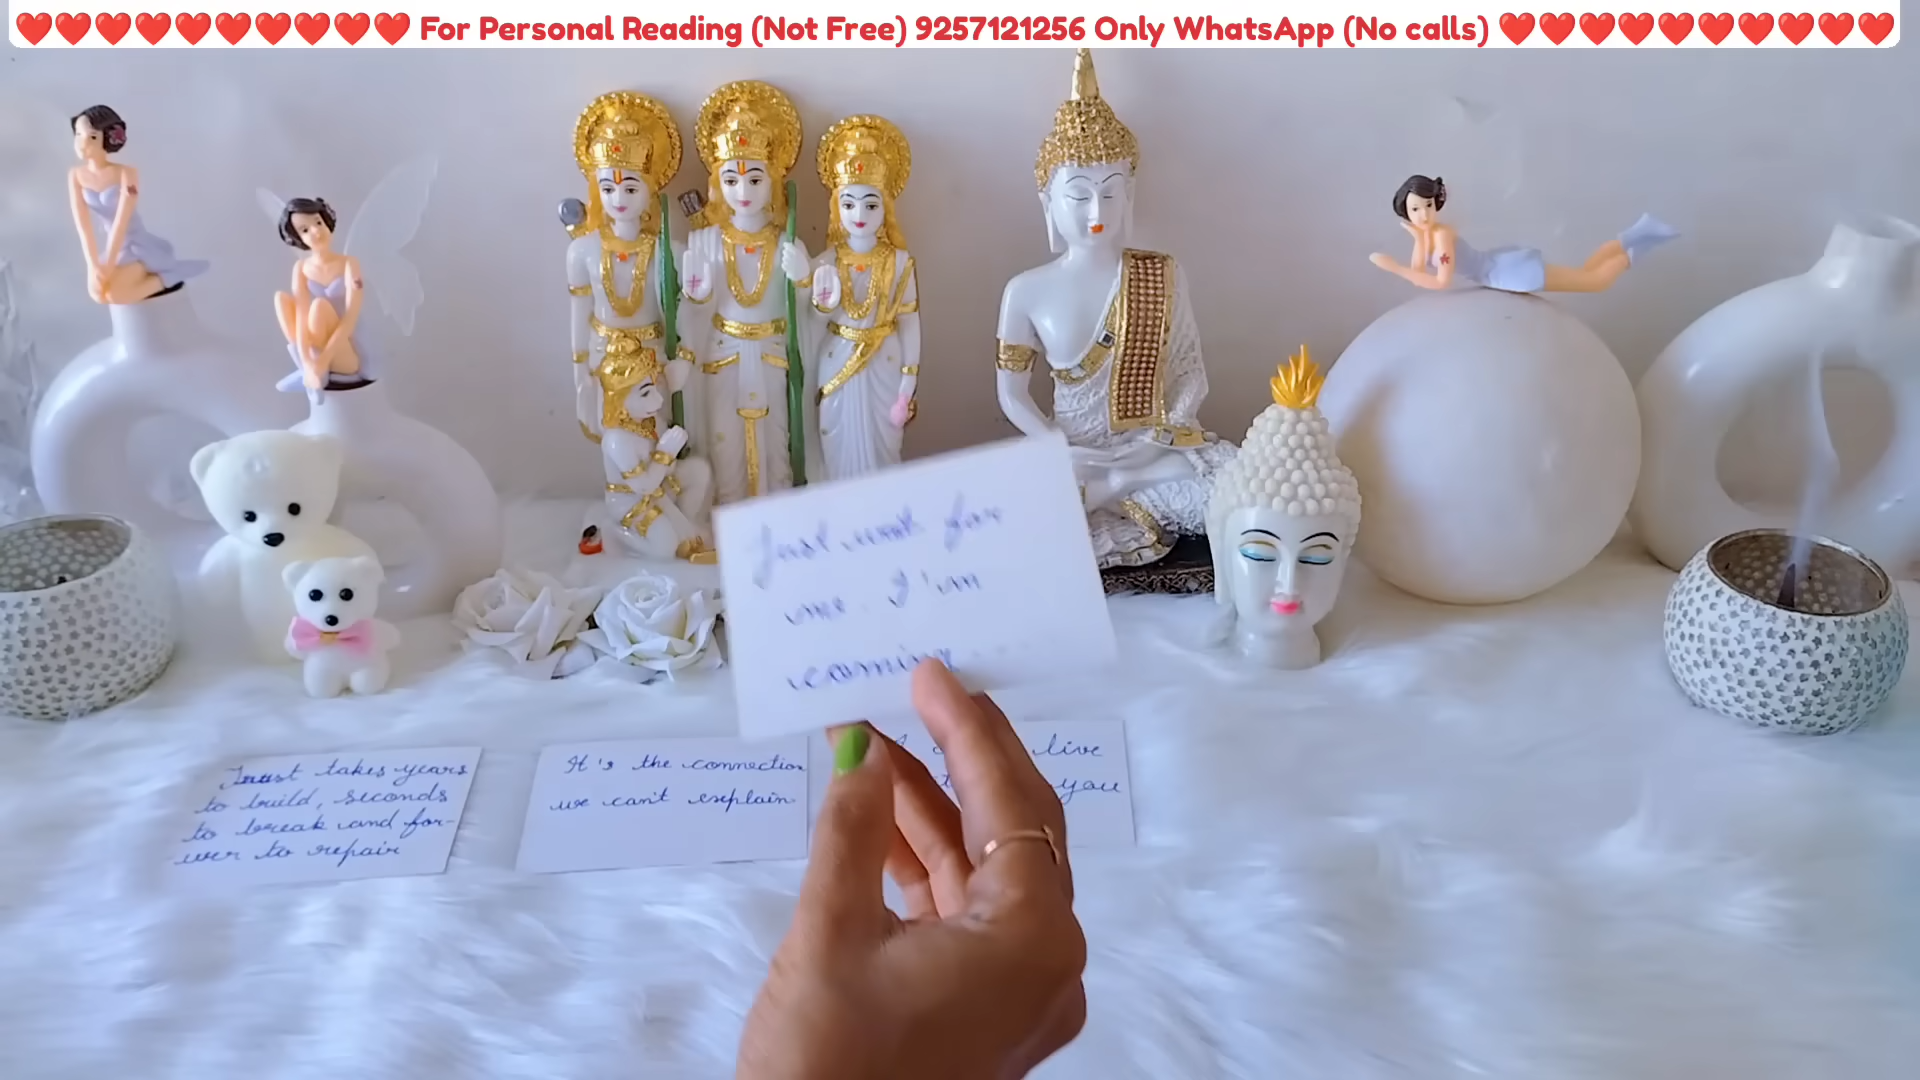 ❤️❤️❤️❤️❤️❤️❤️❤️❤️❤️ For Personal Reading (Not Free) 9257121256 Only WhatsApp (No calls) ❤️❤️❤️❤️❤️❤️❤️❤️❤️❤️
Just wait for
me. I'm
coming
Trust takes years
to build, seconds
to break and for-
ever to repair
It's the connection
we can't explain
live
you